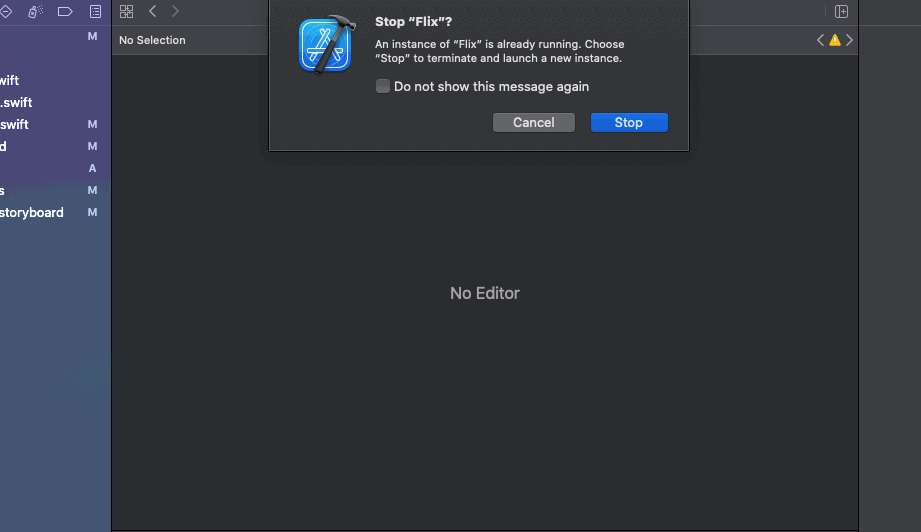 M
No Selection
wift
.swift
swift
M
d
M
A
s
M
storyboard
M
Stop “Flix”?
An instance of “Flix” is already running. Choose
“Stop” to terminate and launch a new instance.
Do not show this message again
Cancel
Stop
No Editor